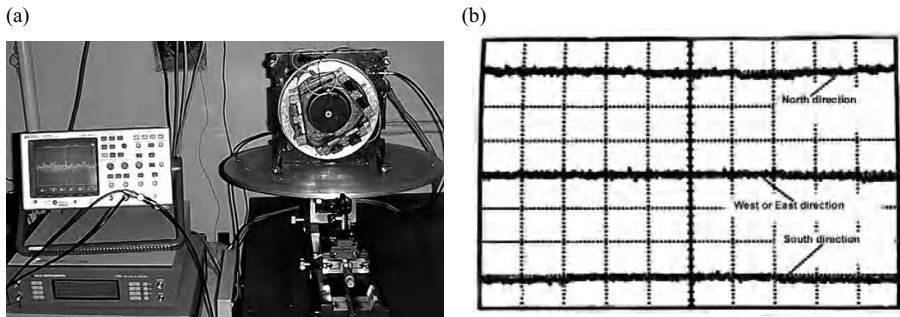 (a)
(b)
North direction
West or East direction
South direction